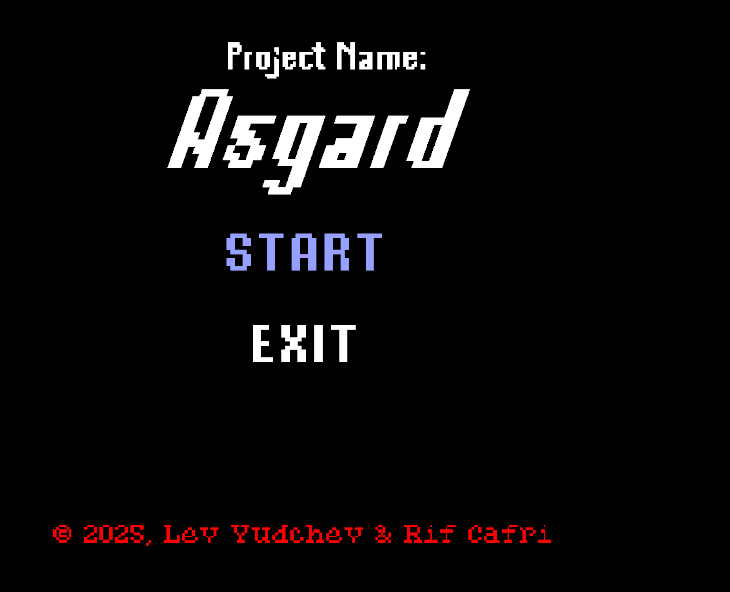 Project Name:
Asgard
START
EXIT
© 2025, Lev Yudchev & Rif Cafri